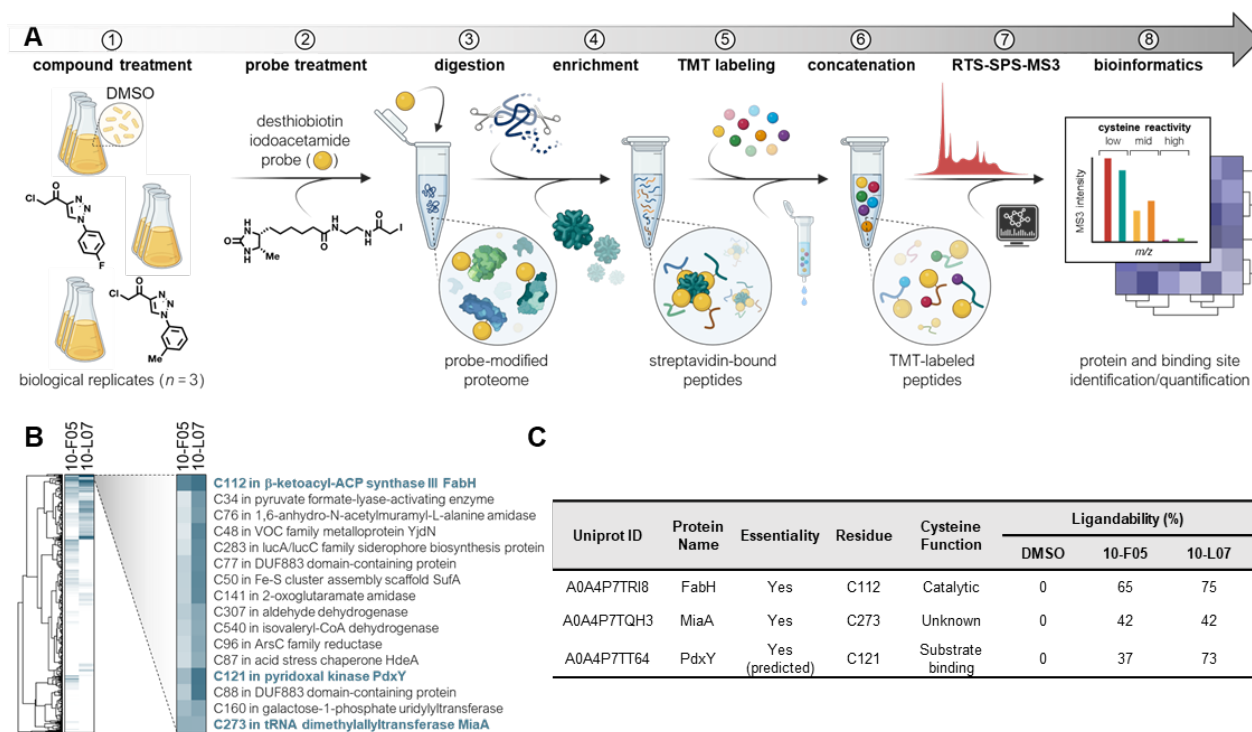 A
1 2 3 4 5 6 7 8
compound treatment probe treatment digestion enrichment TMT labeling concatenation RTS-SPS-MS3 bioinformatics
DMSO
desthiobiotin
iodoacetamide
probe ( )
Cl O N N N F
Cl O N N N Me
HN O N H Me O N H H N O I
cysteine reactivity
low mid high
MS3 intensity
m/z
biological replicates (n = 3)
probe-modified
proteome
streptavidin-bound
peptides
TMT-labeled
peptides
protein and binding site
identification/quantification
B
10-F05
10-L07
10-F05
10-L07
C112 in β-ketoacyl-ACP synthase III FabH
C34 in pyruvate formate-lyase-activating enzyme
C76 in 1,6-anhydro-N-acetylmuramyl-L-alanine amidase
C48 in VOC family metalloprotein YjdN
C283 in lucA/lucC family siderophore biosynthesis protein
C77 in DUF883 domain-containing protein
C50 in Fe-S cluster assembly scaffold SufA
C141 in 2-oxoglutaramate amidase
C307 in aldehyde dehydrogenase
C540 in isovaleryl-CoA dehydrogenase
C96 in ArsC family reductase
C87 in acid stress chaperone HdeA
C121 in pyridoxal kinase PdxY
C88 in DUF883 domain-containing protein
C160 in galactose-1-phosphate uridylyltransferase
C273 in tRNA dimethylallyltransferase MiaA
C
Uniprot ID Protein Name Essentiality Residue Cysteine Function Ligandability (%)
DMSO 10-F05 10-L07
A0A4P7TRI8 FabH Yes C112 Catalytic 0 65 75
A0A4P7TQH3 MiaA Yes C273 Unknown 0 42 42
A0A4P7TT64 PdxY Yes (predicted) C121 Substrate binding 0 37 73